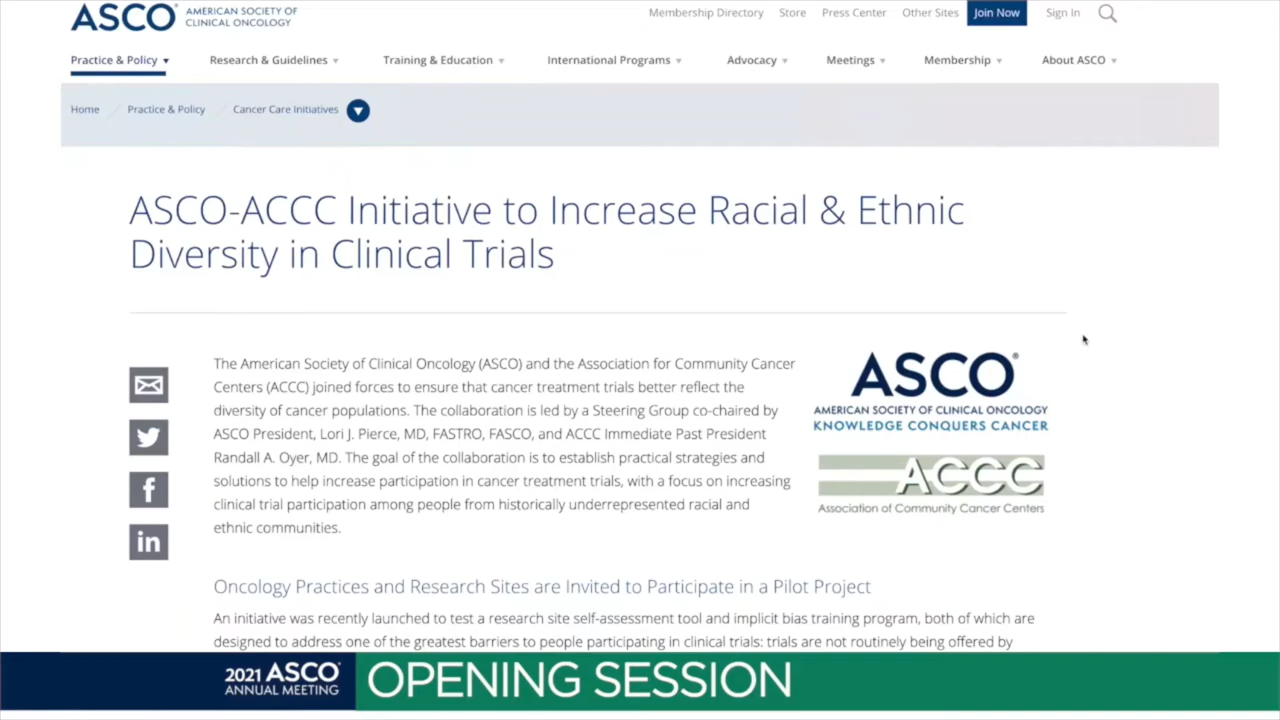 ASCO® AMERICAN SOCIETY OF
CLINICAL ONCOLOGY
Membership Directory Store Press Center Other Sites Join Now Sign In
Practice & Policy Research & Guidelines Training & Education International Programs Advocacy Meetings Membership About ASCO
Home Practice & Policy Cancer Care Initiatives
ASCO-ACCC Initiative to Increase Racial & Ethnic
Diversity in Clinical Trials
The American Society of Clinical Oncology (ASCO) and the Association for Community Cancer
Centers (ACCC) joined forces to ensure that cancer treatment trials better reflect the
diversity of cancer populations. The collaboration is led by a Steering Group co-chaired by
ASCO President, Lori J. Pierce, MD, FASTRO, FASCO, and ACCC Immediate Past President
Randall A. Oyer, MD. The goal of the collaboration is to establish practical strategies and
solutions to help increase participation in cancer treatment trials, with a focus on increasing
clinical trial participation among people from historically underrepresented racial and
ethnic communities.
f
in
ASCO®
AMERICAN SOCIETY OF CLINICAL ONCOLOGY
KNOWLEDGE CONQUERS CANCER
ACCC
Association of Community Cancer Centers
Oncology Practices and Research Sites are Invited to Participate in a Pilot Project
An initiative was recently launched to test a research site self-assessment tool and implicit bias training program, both of which are
designed to address one of the greatest barriers to people participating in clinical trials: trials are not routinely being offered by
2021 ASCO®
ANNUAL MEETING
OPENING SESSION